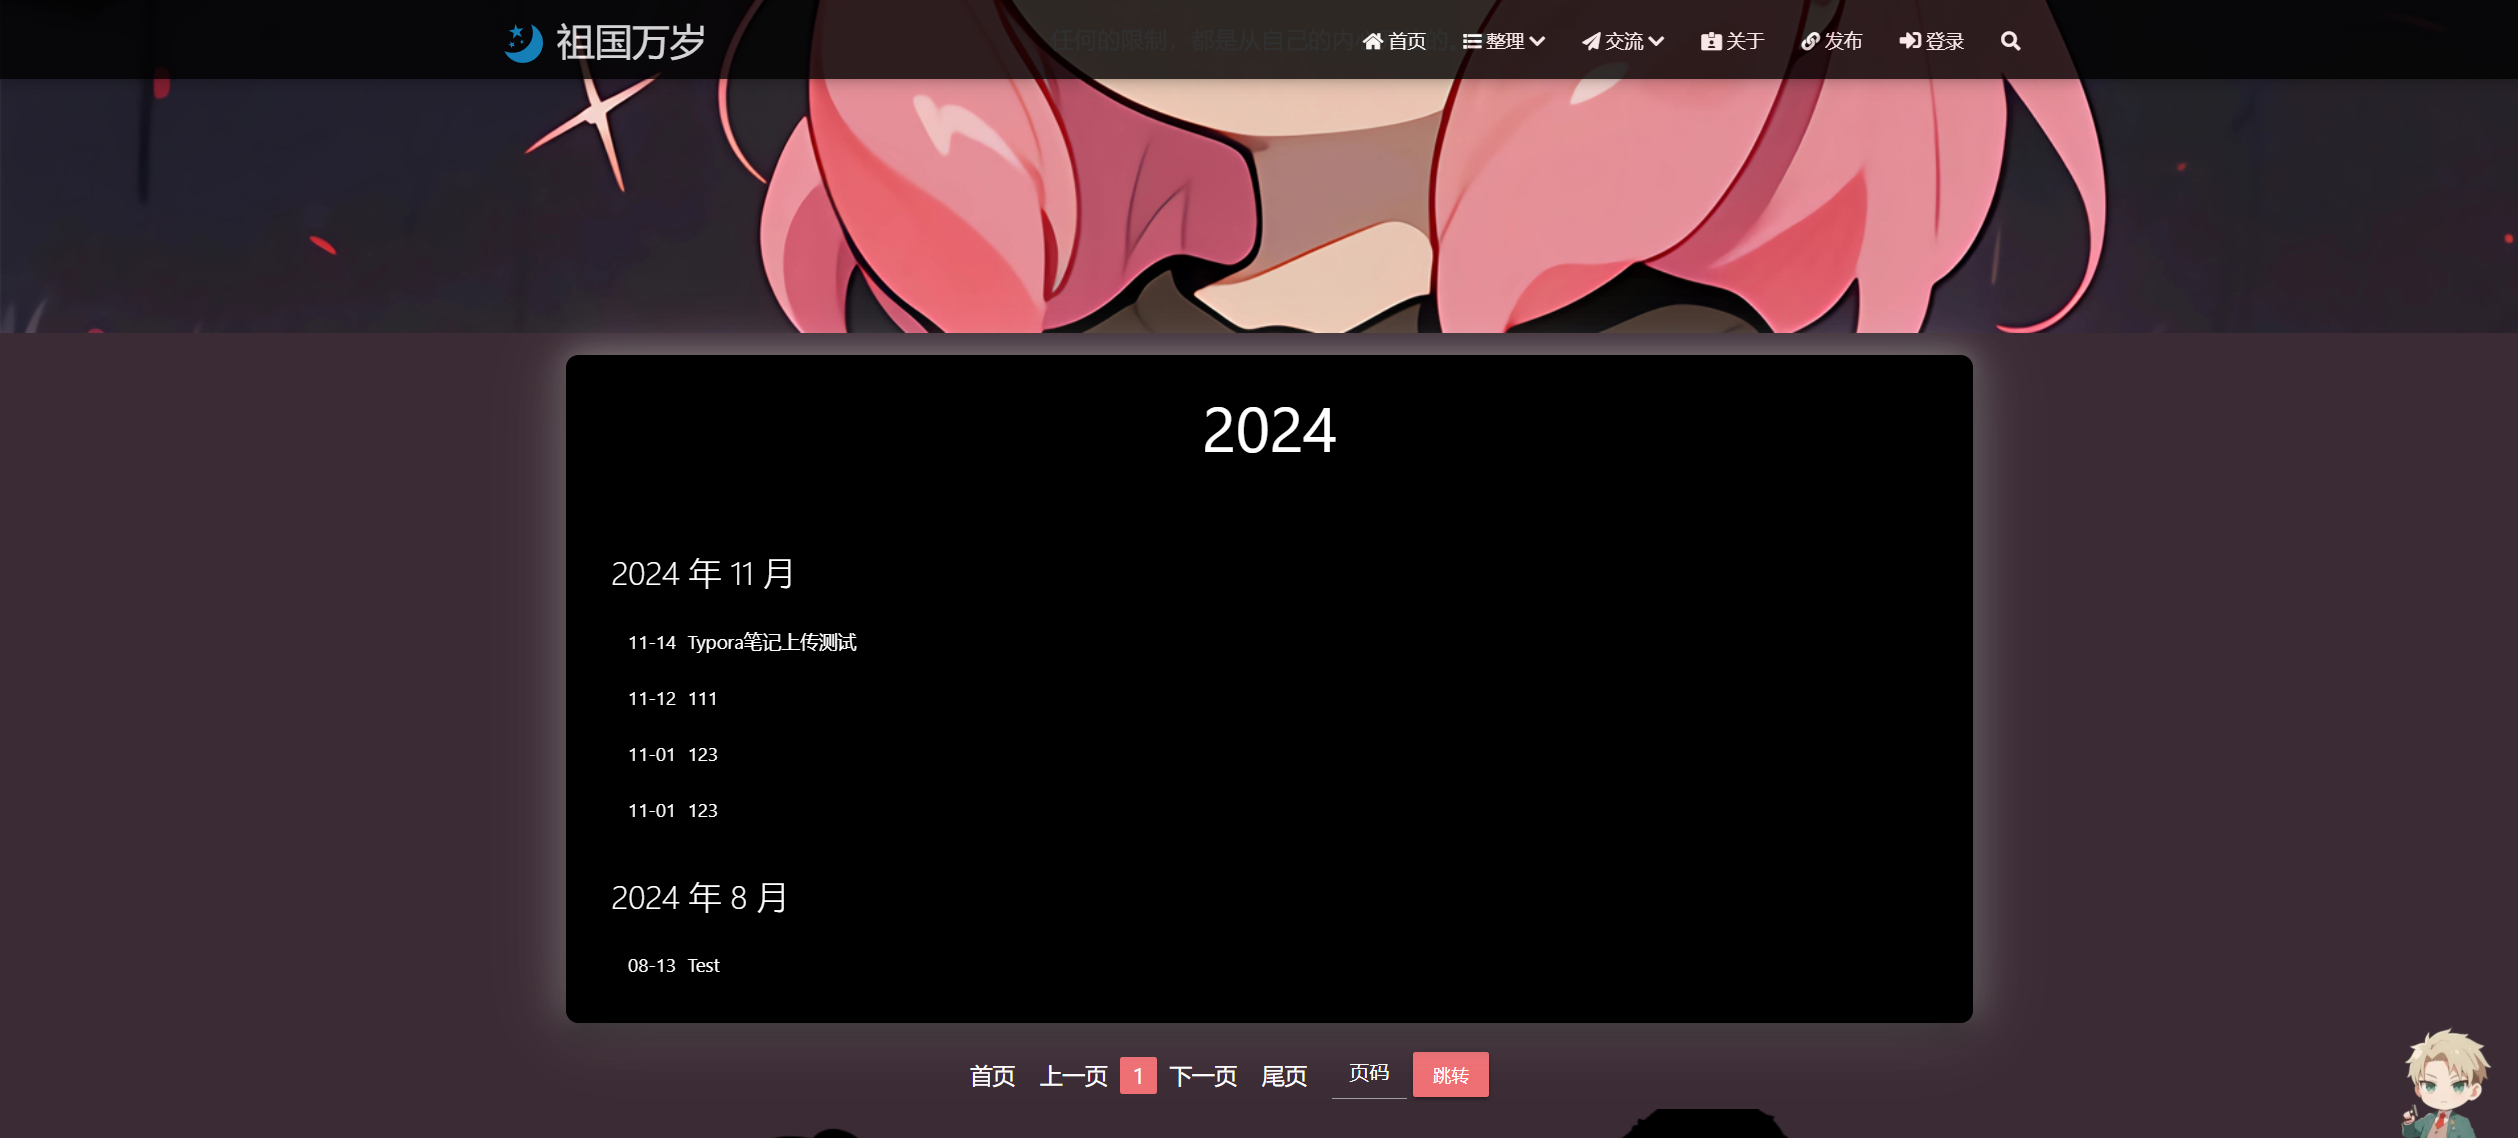 祖国万岁
首页 整理 交流 关于 发布 登录
任何的限制，都是从自己的内 的
2024
2024 年 11 月
11-14 Typora笔记上传测试
11-12 111
11-01 123
11-01 123
2024 年 8 月
08-13 Test
首页 上一页 1 下一页 尾页 页码 跳转